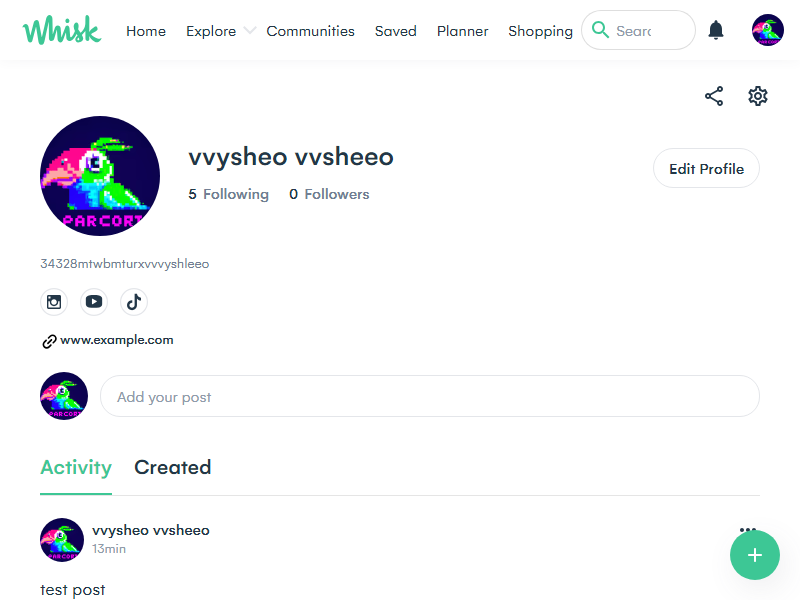 Whisk Home Explore Communities Saved Planner Shopping Searc
vvysheo vvsheeo
Edit Profile
5 Following 0 Followers
PARCORT
34328mtwbmturxvvvyshleeo
www.example.com
PARCORT
Add your post
Activity Created
vvysheo vvsheeo
13min
test post